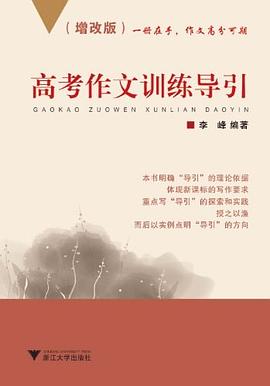 （增改版）一册在手，作文高分可期
高考作文训练导引
GAOKAO ZUOWEN XUNLIAN DAOYIN
李 峰 编著
本书明确“导引”的理论依据
体现新课标的写作要求
重点写“导引”的探索和实践
授之以渔
而后以实例点明“导引”的方向
浙江大学出版社